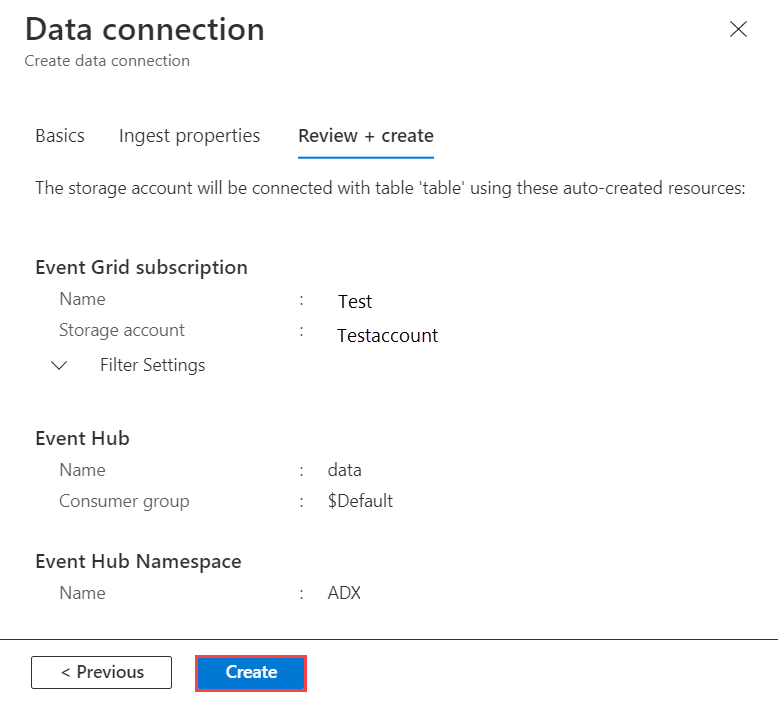 Data connection
Create data connection
Basics Ingest properties Review + create
The storage account will be connected with table 'table' using these auto-created resources:
Event Grid subscription
Name : Test
Storage account : Testaccount
Filter Settings
Event Hub
Name : data
Consumer group : $Default
Event Hub Namespace
Name : ADX
< Previous Create